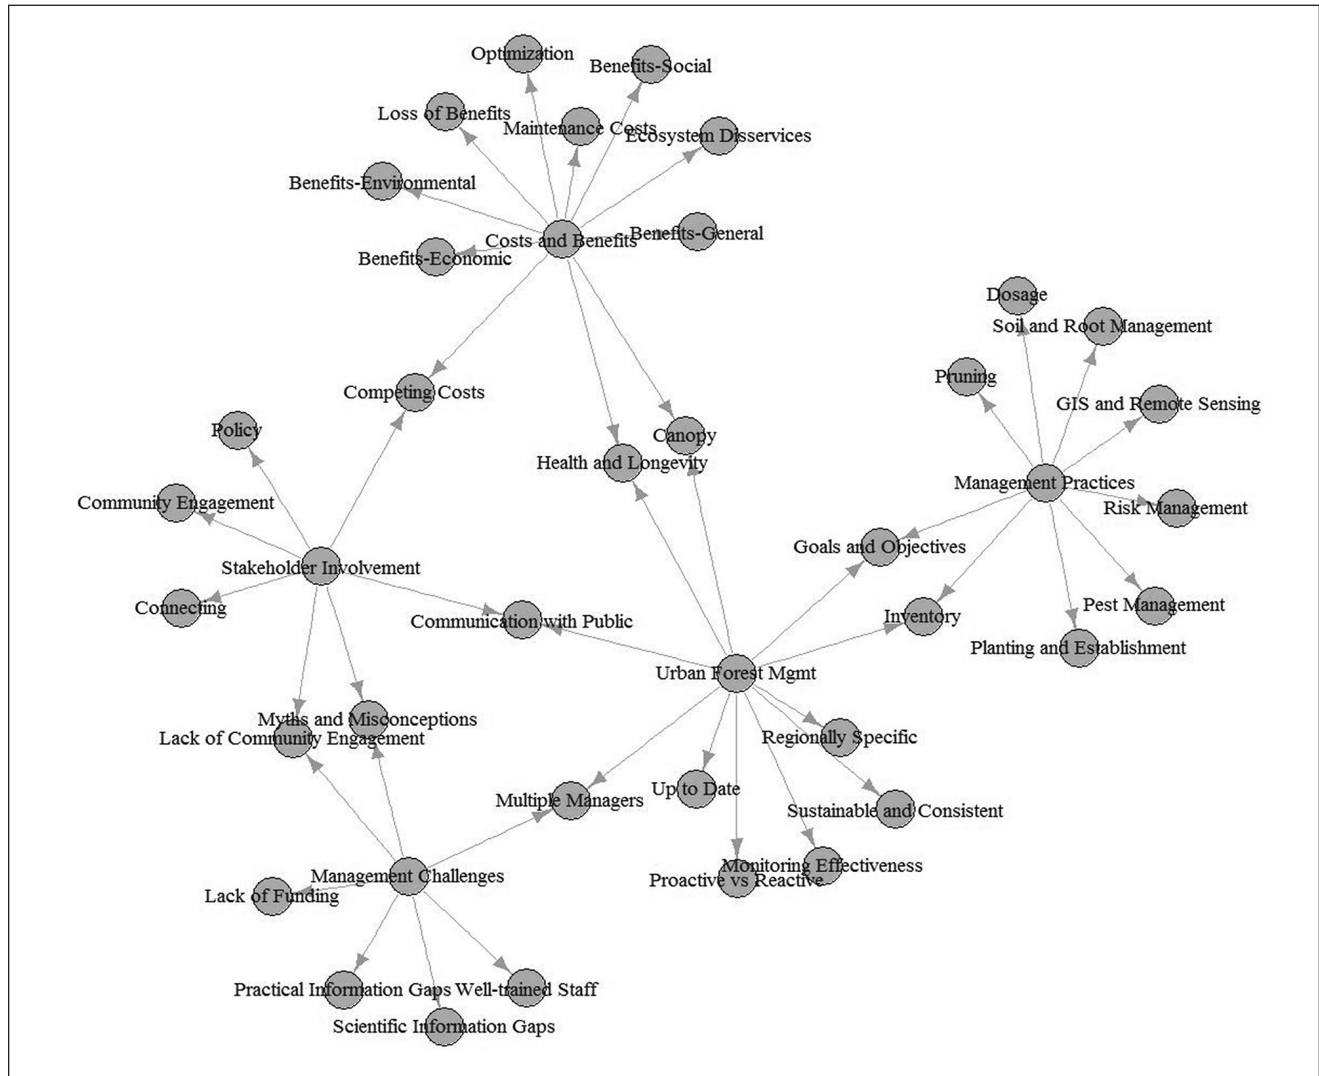 Optimization
Benefits-Social
Loss of Benefits
Maintenance Costs
Ecosystem Disservices
Benefits-Environmental
Costs and Benefits
Benefits-General
Benefits-Economic
Dosage
Soil and Root Management
Pruning
Competing Costs
GIS and Remote Sensing
Policy
Canopy
Health and Longevity
Management Practices
Community Engagement
Risk Management
Goals and Objectives
Stakeholder Involvement
Connecting
Pest Management
Communication with Public
Inventory
Planting and Establishment
Urban Forest Mgmt
Myths and Misconceptions
Lack of Community Engagement
Regionally Specific
Up to Date
Multiple Managers
Sustainable and Consistent
Monitoring Effectiveness
Proactive vs Reactive
Management Challenges
Lack of Funding
Practical Information Gaps
Well-trained Staff
Scientific Information Gaps